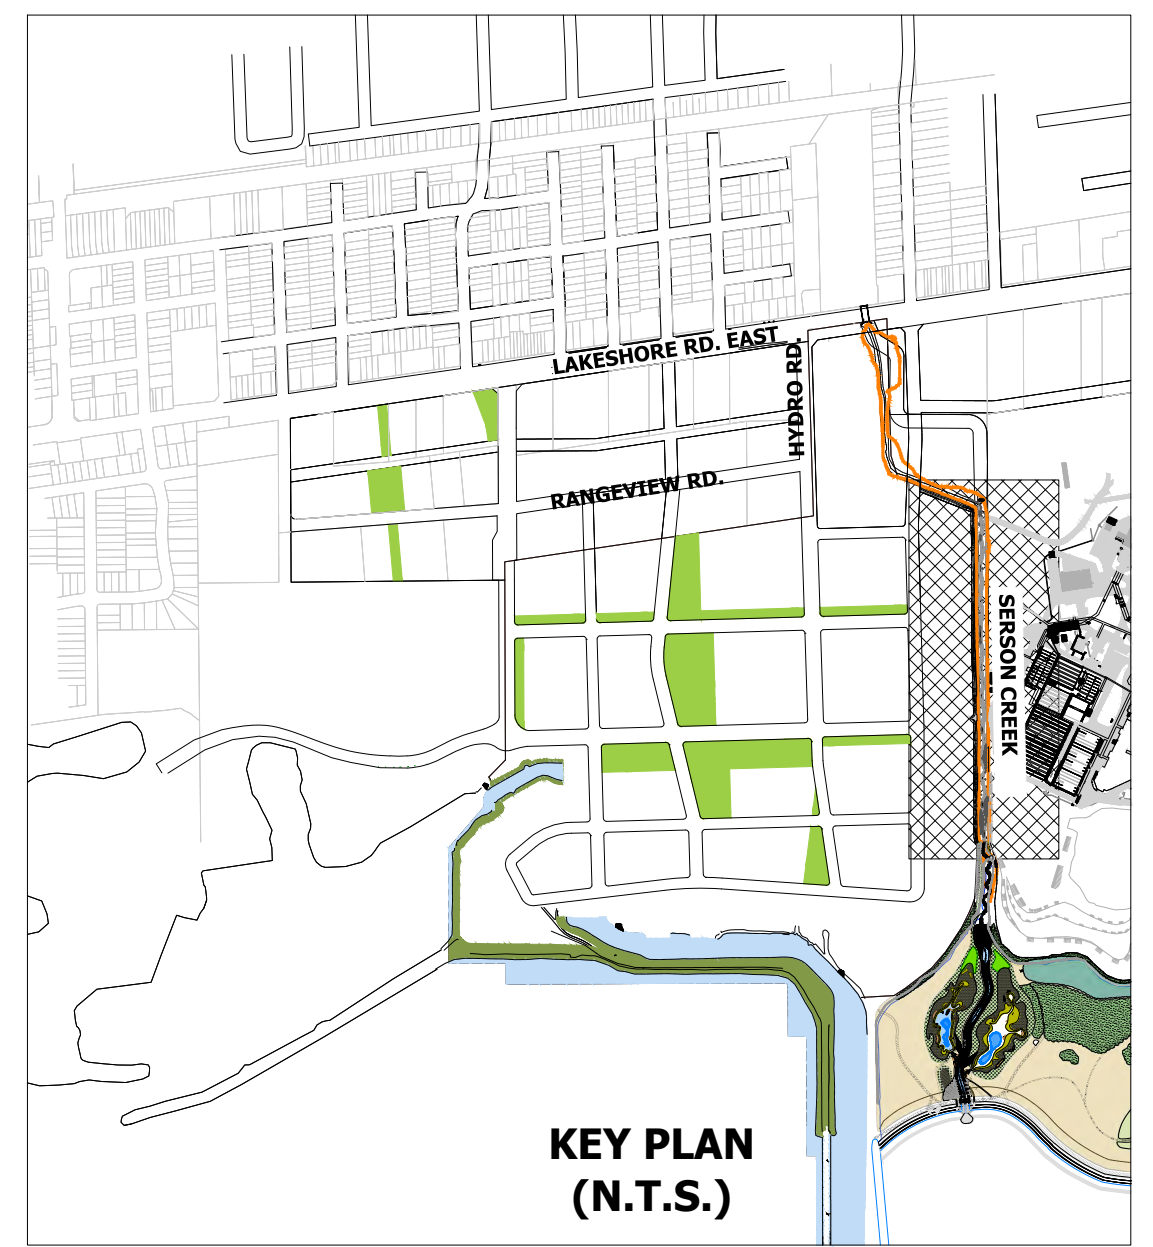 LAKESHORE RD. EAST
HYDRO RD.
RANGEVIEW RD.
SERSON CREEK
KEY PLAN
(N.T.S.)